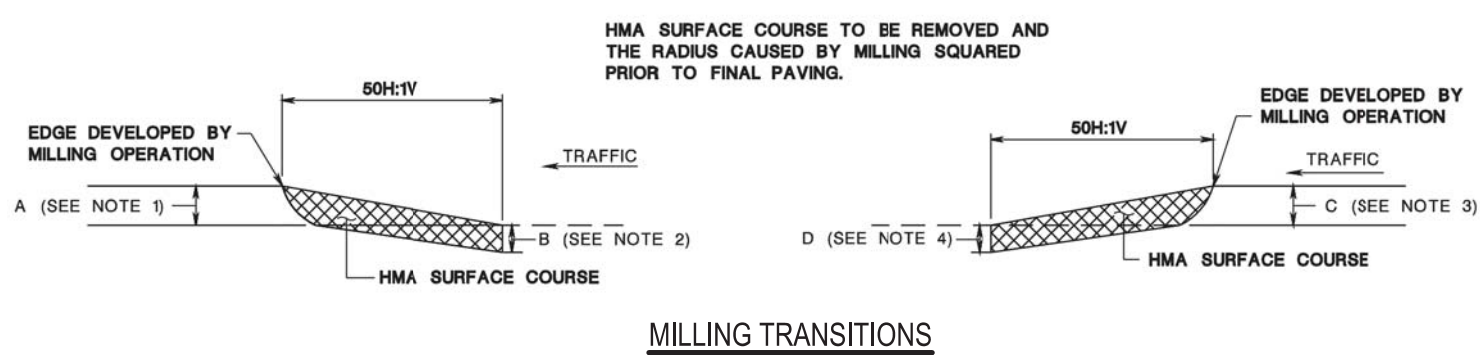 HMA SURFACE COURSE TO BE REMOVED AND
THE RADIUS CAUSED BY MILLING SQUARED
PRIOR TO FINAL PAVING.
50H:1V
EDGE DEVELOPED BY
MILLING OPERATION
TRAFFIC
A (SEE NOTE 1)
B (SEE NOTE 2)
HMA SURFACE COURSE
EDGE DEVELOPED BY
MILLING OPERATION
50H:1V
TRAFFIC
C (SEE NOTE 3)
D (SEE NOTE 4)
HMA SURFACE COURSE
MILLING TRANSITIONS